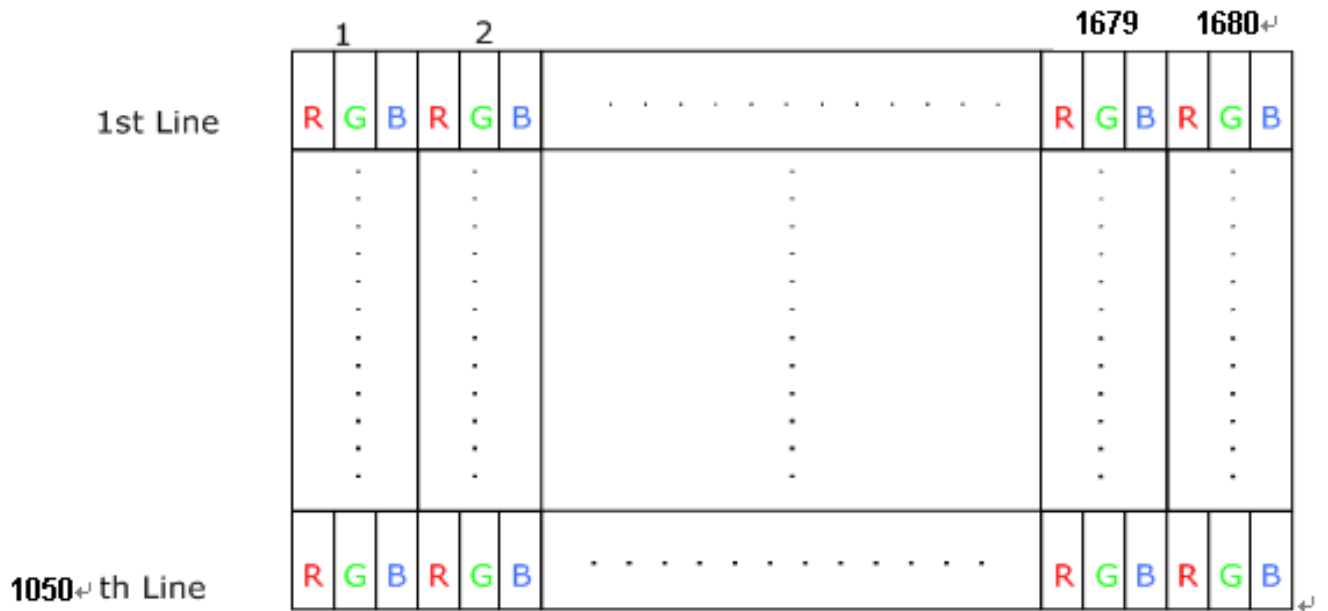 1 2 1679 1680↵
1st Line R G B R G B . . . . . . . . . . . . R G B R G B
1050↵ th Line R G B R G B . . . . . . . . . . . . R G B R G B ↵